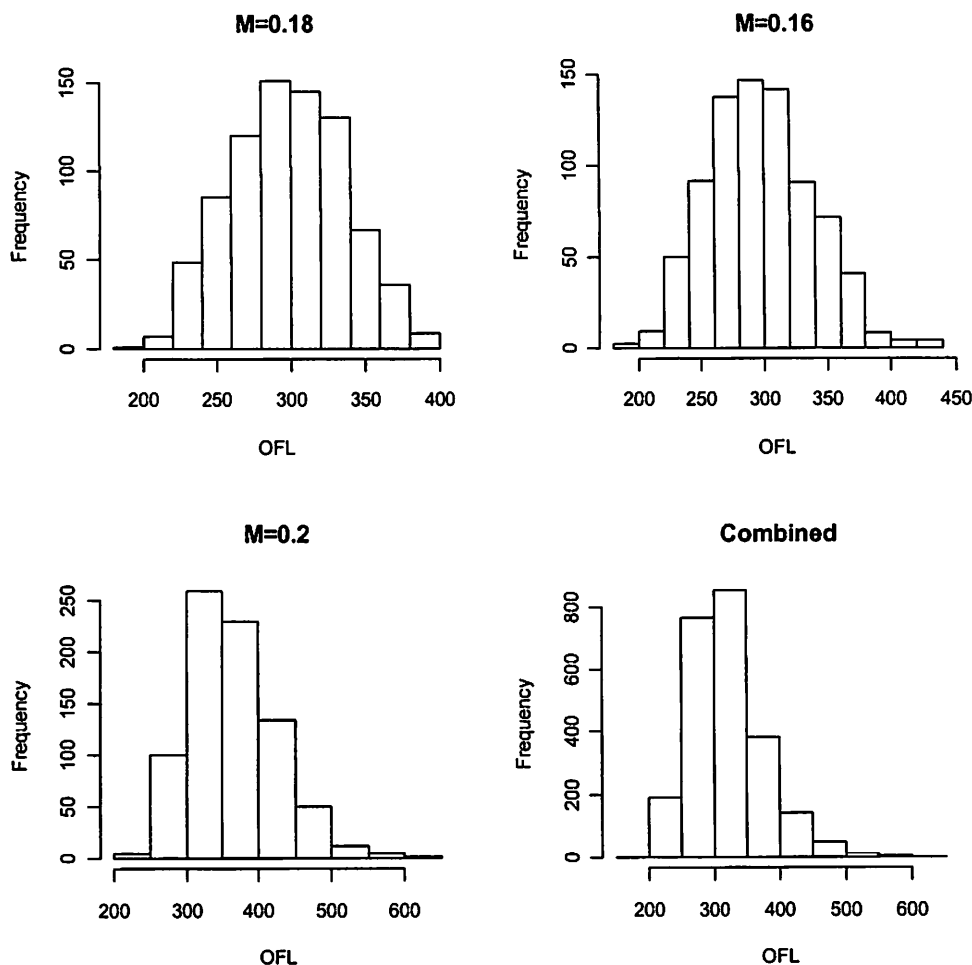 M=0.18
Frequency
0 50 100 150
200 250 300 350 400
OFL
M=0.16
Frequency
0 50 100 150
200 250 300 350 400 450
OFL
M=0.2
Frequency
0 50 100 150 200 250
200 300 400 500 600
OFL
Combined
Frequency
0 200 400 600 800
200 300 400 500 600
OFL